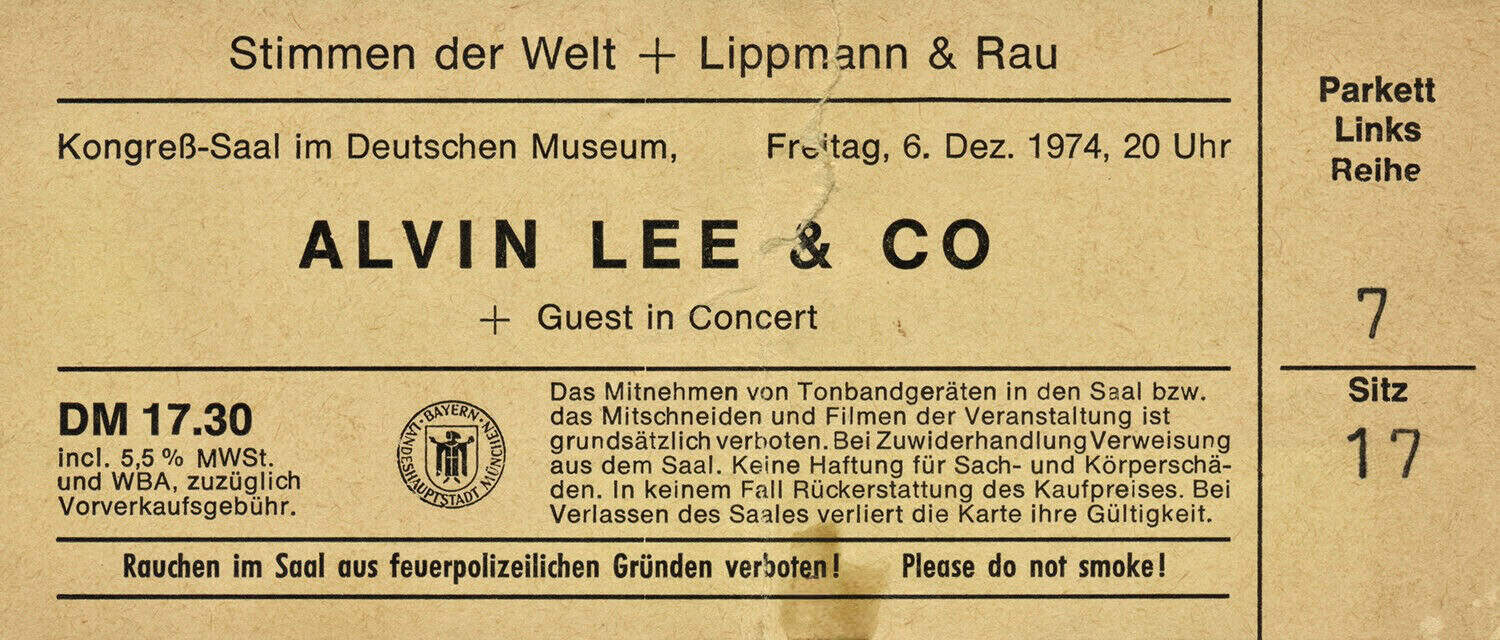 Stimmen der Welt + Lippmann & Rau
Kongreß-Saal im Deutschen Museum, Freitag, 6. Dez. 1974, 20 Uhr
ALVIN LEE & CO
+ Guest in Concert
DM 17.30
incl. 5,5 % MWSt.
und WBA, zuzüglich
Vorverkaufsgebühr.
BAYERN · LANDESHAUPTSTADT MÜNCHEN
Das Mitnehmen von Tonbandgeräten in den Saal bzw.
das Mitschneiden und Filmen der Veranstaltung ist
grundsätzlich verboten. Bei Zuwiderhandlung Verweisung
aus dem Saal. Keine Haftung für Sach- und Körperschä-
den. In keinem Fall Rückerstattung des Kaufpreises. Bei
Verlassen des Saales verliert die Karte ihre Gültigkeit.
Rauchen im Saal aus feuerpolizeilichen Gründen verboten! Please do not smoke!
Parkett
Links
Reihe
7
Sitz
17